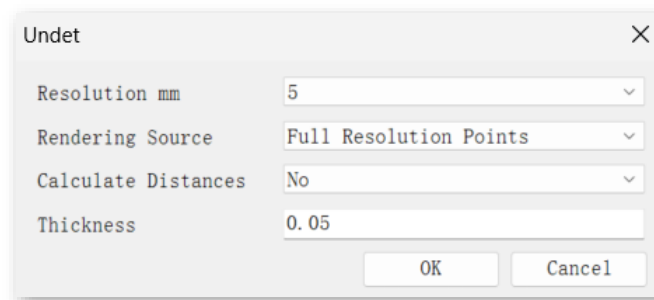 Undet
Resolution mm 5
Rendering Source Full Resolution Points
Calculate Distances No
Thickness 0.05
OK Cancel